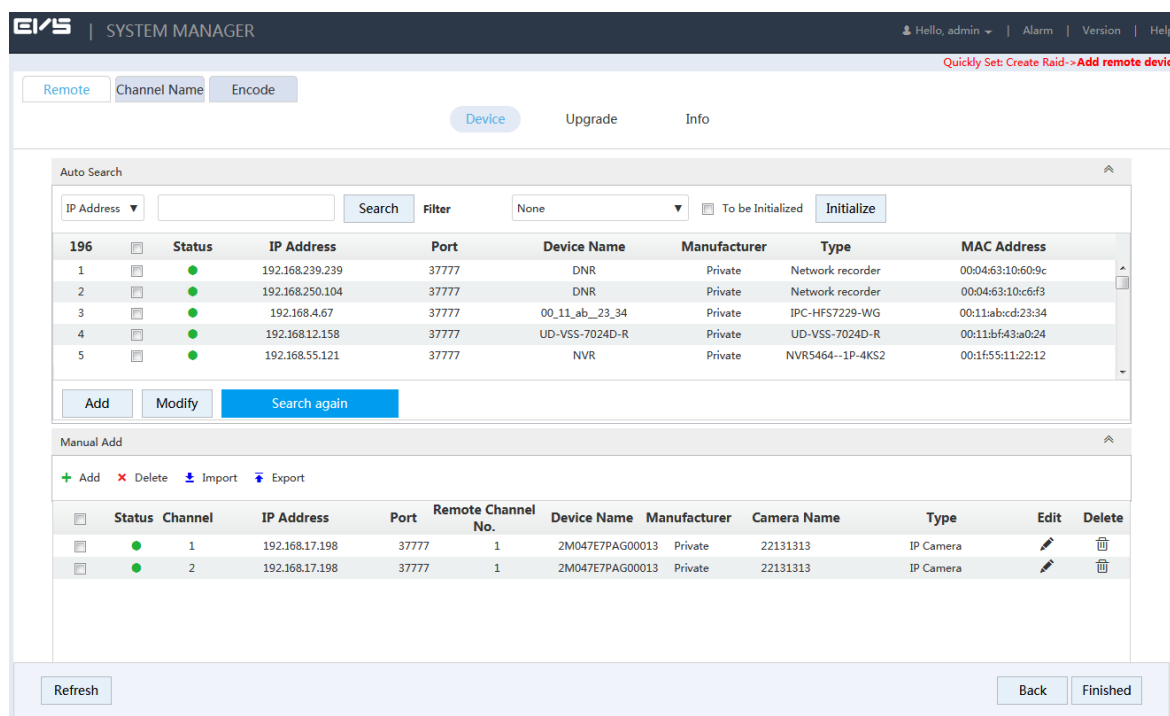 EVS | SYSTEM MANAGER Hello, admin | Alarm | Version | Help
Quickly Set: Create Raid->Add remote devic
Remote Channel Name Encode
Device Upgrade Info
Auto Search
IP Address ▼ Search Filter None ▼ To be Initialized Initialize
196 Status IP Address Port Device Name Manufacturer Type MAC Address
1 192.168.239.239 37777 DNR Private Network recorder 00:04:63:10:60:9c
2 192.168.250.104 37777 DNR Private Network recorder 00:04:63:10:c6:f3
3 192.168.4.67 37777 00_11_ab__23_34 Private IPC-HFS7229-WG 00:11:ab:cd:23:34
4 192.168.12.158 37777 UD-VSS-7024D-R Private UD-VSS-7024D-R 00:11:bf:43:a0:24
5 192.168.55.121 37777 NVR Private NVR5464--1P-4KS2 00:1f:55:11:22:12
Add Modify Search again
Manual Add
+ Add × Delete Import Export
Status Channel IP Address Port Remote Channel No. Device Name Manufacturer Camera Name Type Edit Delete
1 192.168.17.198 37777 1 2M047E7PAG00013 Private 22131313 IP Camera
2 192.168.17.198 37777 1 2M047E7PAG00013 Private 22131313 IP Camera
Refresh Back Finished